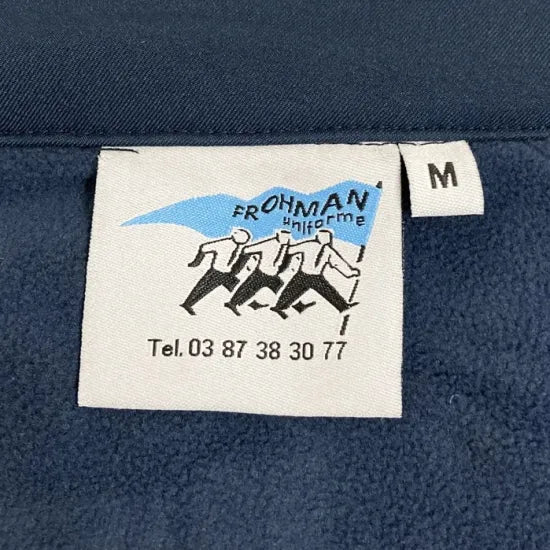 FROHMAN
uniforme
M
Tel. 03 87 38 30 77